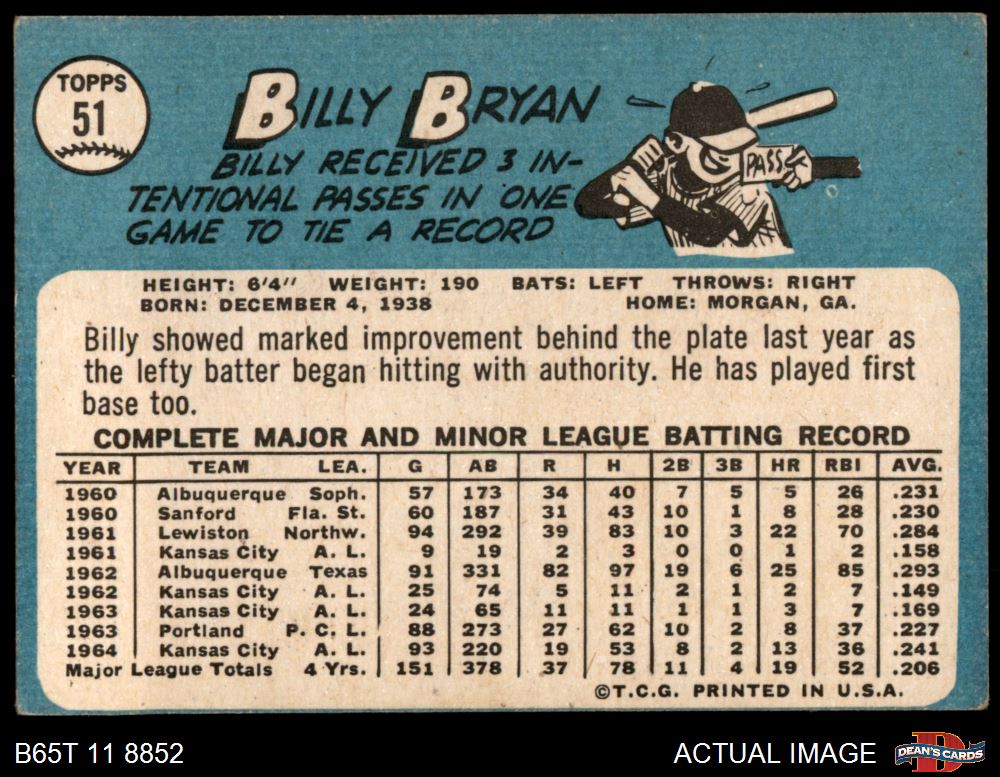 TOPPS
51
BILLY BRYAN
BILLY RECEIVED 3 IN-
TENTIONAL PASSES IN ONE
GAME TO TIE A RECORD
PASS
HEIGHT: 6'4" WEIGHT: 190 BATS: LEFT THROWS: RIGHT
BORN: DECEMBER 4, 1938 HOME: MORGAN, GA.
Billy showed marked improvement behind the plate last year as
the lefty batter began hitting with authority. He has played first
base too.
COMPLETE MAJOR AND MINOR LEAGUE BATTING RECORD
YEAR TEAM LEA. G AB R H 2B 3B HR RBI AVG.
1960 Albuquerque Soph. 57 173 34 40 7 5 5 26 .231
1960 Sanford Fla. St. 60 187 31 43 10 1 8 28 .230
1961 Lewiston Northw. 94 292 39 83 10 3 22 70 .284
1961 Kansas City A. L. 9 19 2 3 0 0 1 2 .158
1962 Albuquerque Texas 91 331 82 97 19 6 25 85 .293
1962 Kansas City A. L. 25 74 5 11 2 1 2 7 .149
1963 Kansas City A. L. 24 65 11 11 1 1 3 7 .169
1963 Portland P. C. L. 88 273 27 62 10 2 8 37 .227
1964 Kansas City A. L. 93 220 19 53 8 2 13 36 .241
Major League Totals 4 Yrs. 151 378 37 78 11 4 19 52 .206
©T.C.G. PRINTED IN U.S.A.
B65T 11 8852
ACTUAL IMAGE
D
DEAN'S CARDS